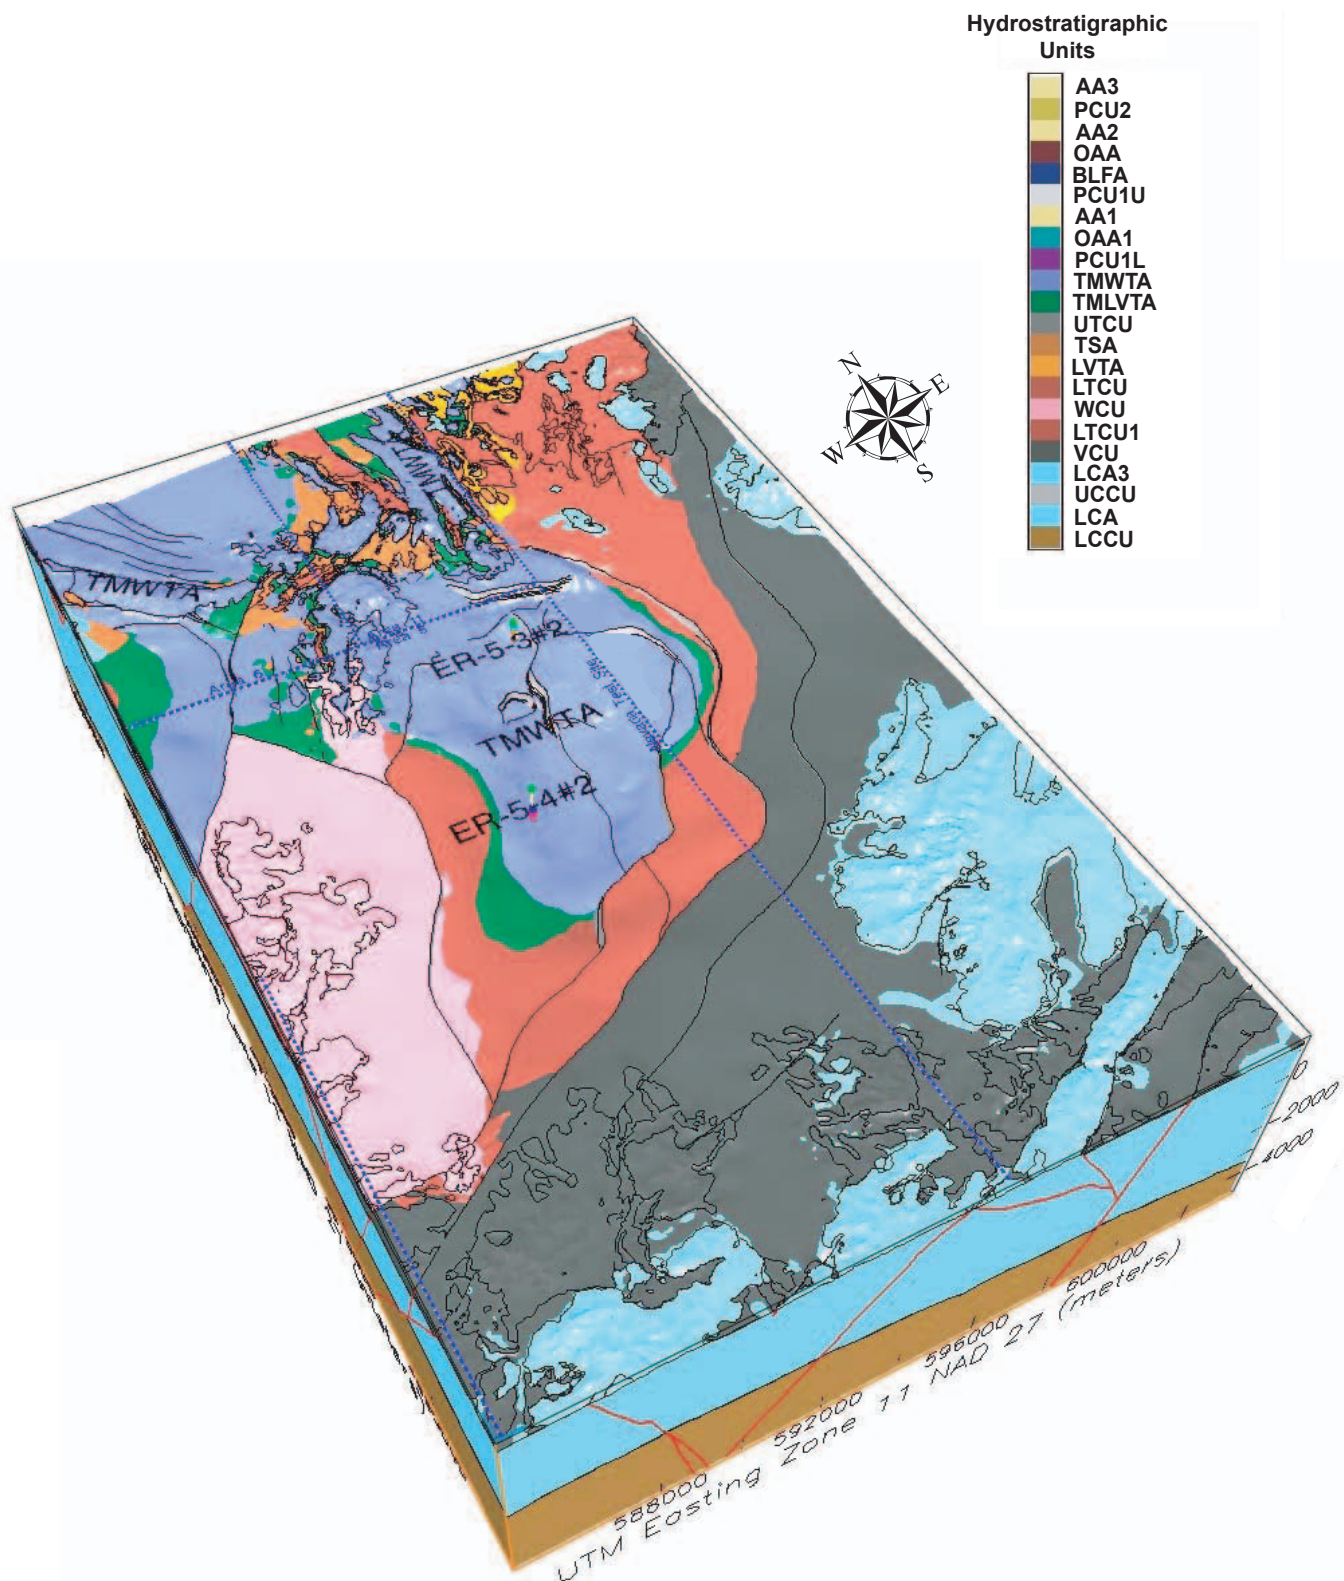 Hydrostratigraphic
Units
AA3
PCU2
AA2
OAA
BLFA
PCU1U
AA1
OAA1
PCU1L
TMWTA
TMLVTA
UTCU
TSA
LVTA
LTCU
WCU
LTCU1
VCU
LCA3
UCCU
LCA
LCCU
N
E
W
S
TMWTA
ER-5-3#2
TMWTA
ER-5-4#2
Test Site
0
2000
4000
588000
592000
596000
600000
UTM Easting Zone 11 NAD 27 (meters)